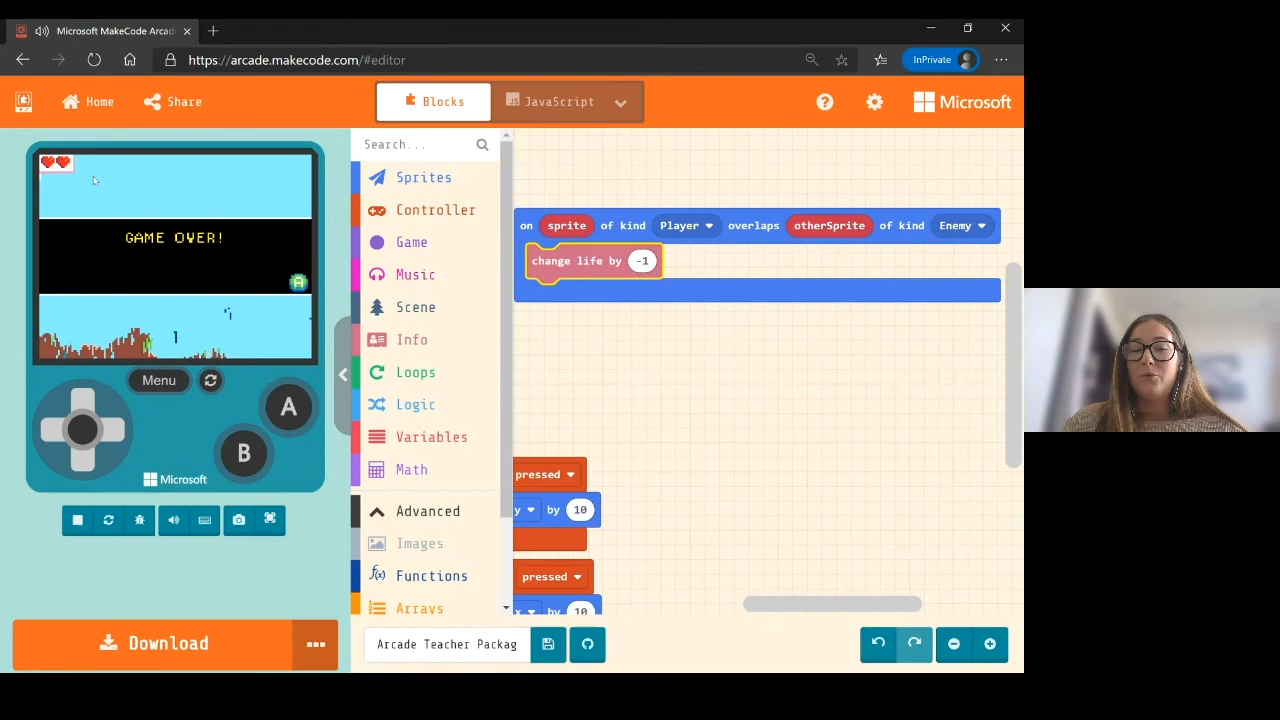 Microsoft MakeCode Arcad
https://arcade.makecode.com/#editor
InPrivate
Home
Share
Blocks
JavaScript
Microsoft
GAME OVER!
A
Menu
A
B
Microsoft
Download
Search...
Sprites
Controller
Game
Music
Scene
Info
Loops
Logic
Variables
Math
Advanced
Images
Functions
Arrays
on sprite of kind Player overlaps otherSprite of kind Enemy
change life by -1
pressed
y by 10
pressed
x by 10
Arcade Teacher Packag